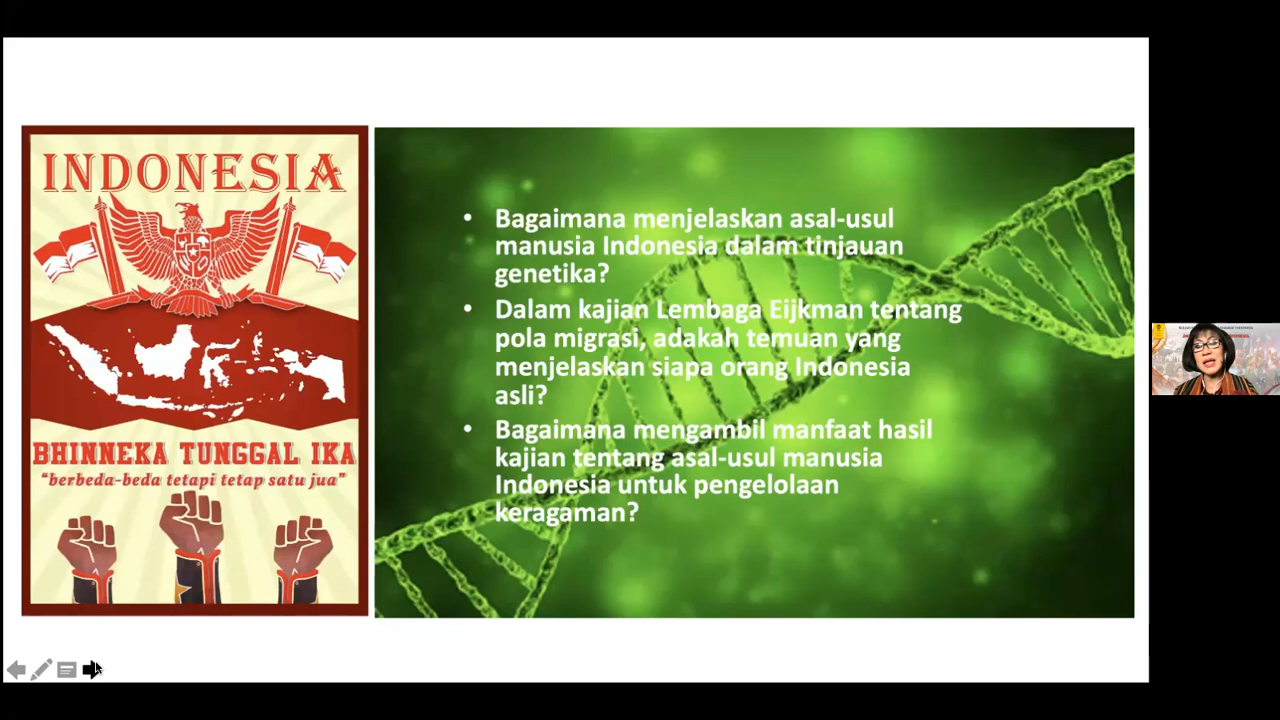 INDONESIA
BHINNEKA TUNGGAL IKA
“berbeda-beda tetapi tetap satu jua”
• Bagaimana menjelaskan asal-usul
manusia Indonesia dalam tinjauan
genetika?
• Dalam kajian Lembaga Eijkman tentang
pola migrasi, adakah temuan yang
menjelaskan siapa orang Indonesia
asli?
• Bagaimana mengambil manfaat hasil
kajian tentang asal-usul manusia
Indonesia untuk pengelolaan
keragaman?